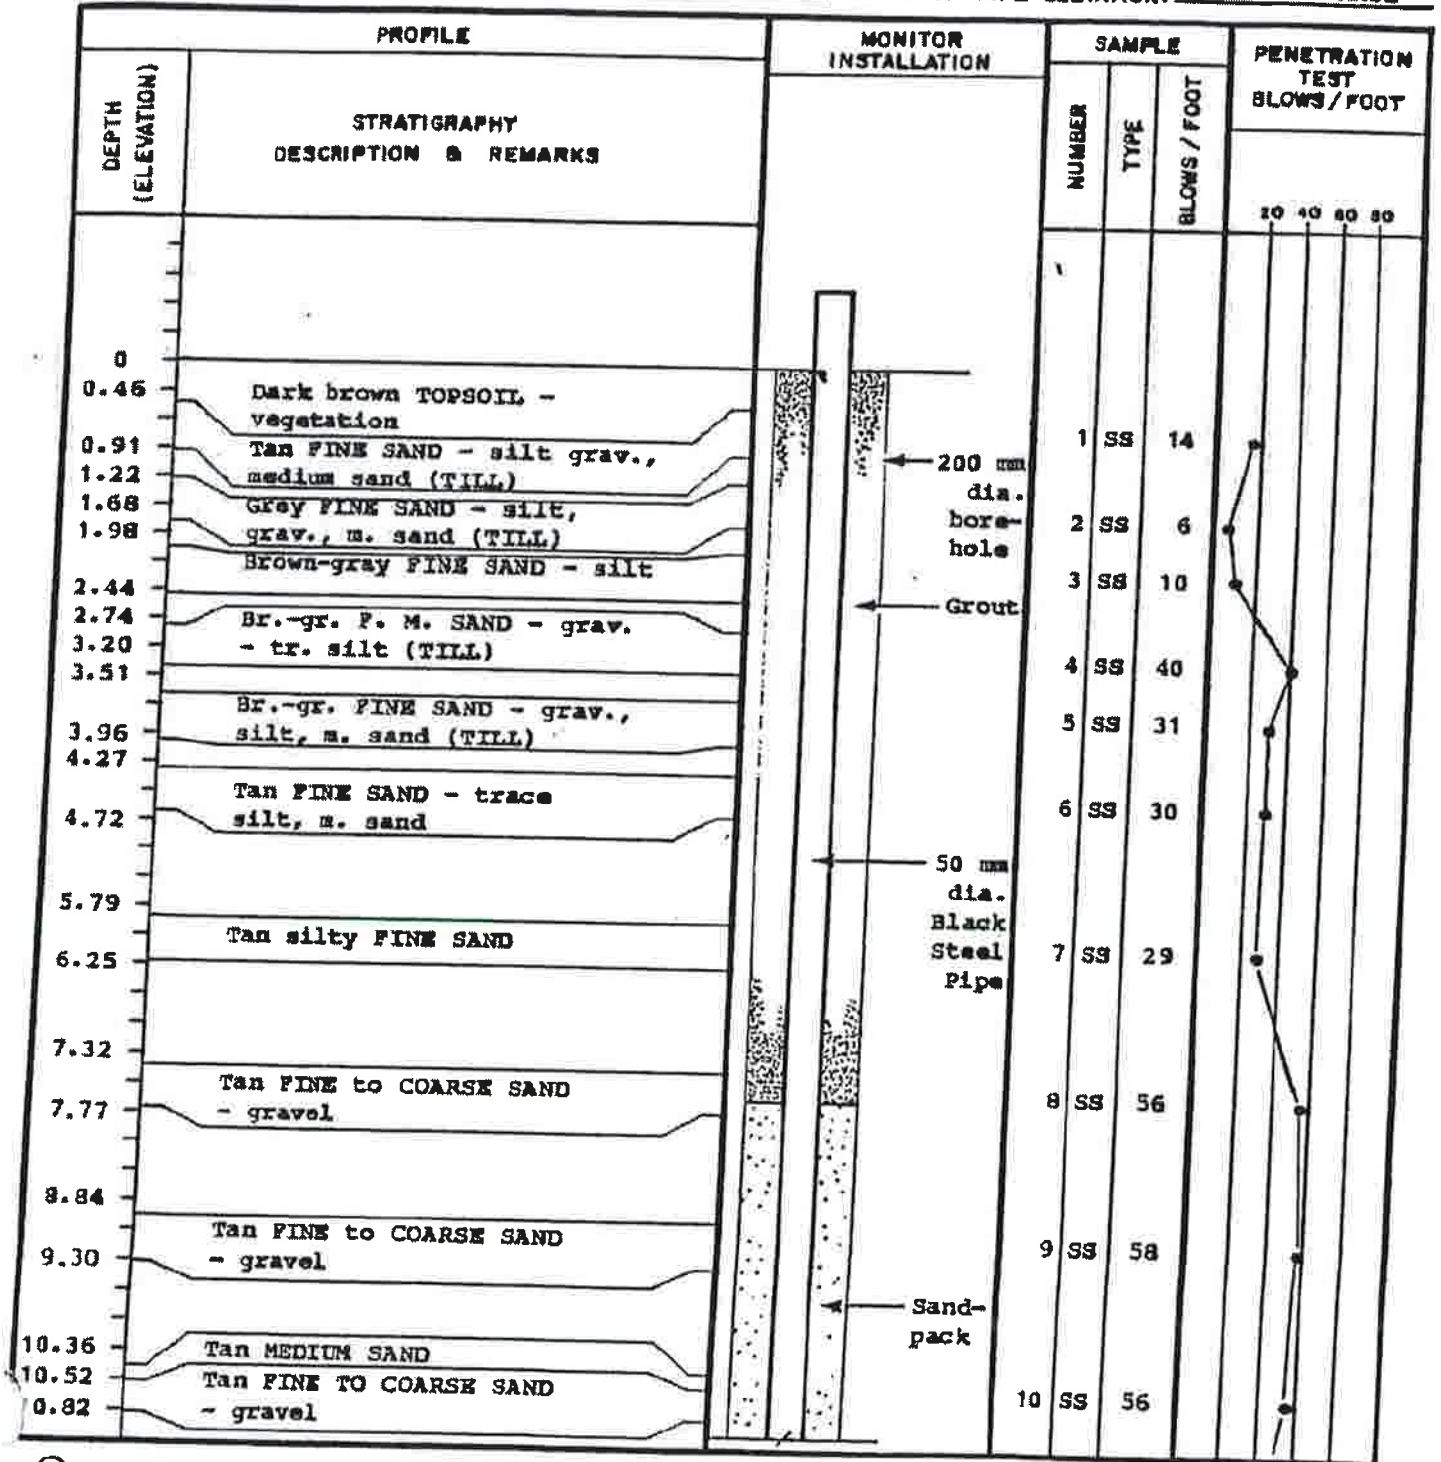 PROFILE
MONITOR
INSTALLATION
SAMPLE
PENETRATION
TEST
BLOWS / FOOT
DEPTH
(ELEVATION)
STRATIGRAPHY
DESCRIPTION & REMARKS
NUMBER
TYPE
BLOWS / FOOT
20 40 60 80
0
0.46
Dark brown TOPSOIL -
vegetation
0.91
Tan FINE SAND - silt grav.,
1.22
medium sand (TILL)
1.68
Grey FINE SAND - silt,
1.98
grav., m. sand (TILL)
Brown-gray FINE SAND - silt
2.44
2.74
Br.-gr. F. M. SAND - grav.
3.20
- tr. silt (TILL)
3.51
Br.-gr. FINE SAND - grav.,
3.96
silt, m. sand (TILL)
4.27
Tan FINE SAND - trace
4.72
silt, m. sand
5.79
Tan silty FINE SAND
6.25
7.32
Tan FINE to COARSE SAND
7.77
- gravel
8.84
Tan FINE to COARSE SAND
9.30
- gravel
10.36
Tan MEDIUM SAND
10.52
Tan FINE TO COARSE SAND
0.82
- gravel
200 mm
dia.
bore-
hole
Grout
50 mm
dia.
Black
Steel
Pipe
Sand-
pack
1 SS 14
2 SS 6
3 SS 10
4 SS 40
5 SS 31
6 SS 30
7 SS 29
8 SS 56
9 SS 58
10 SS 56